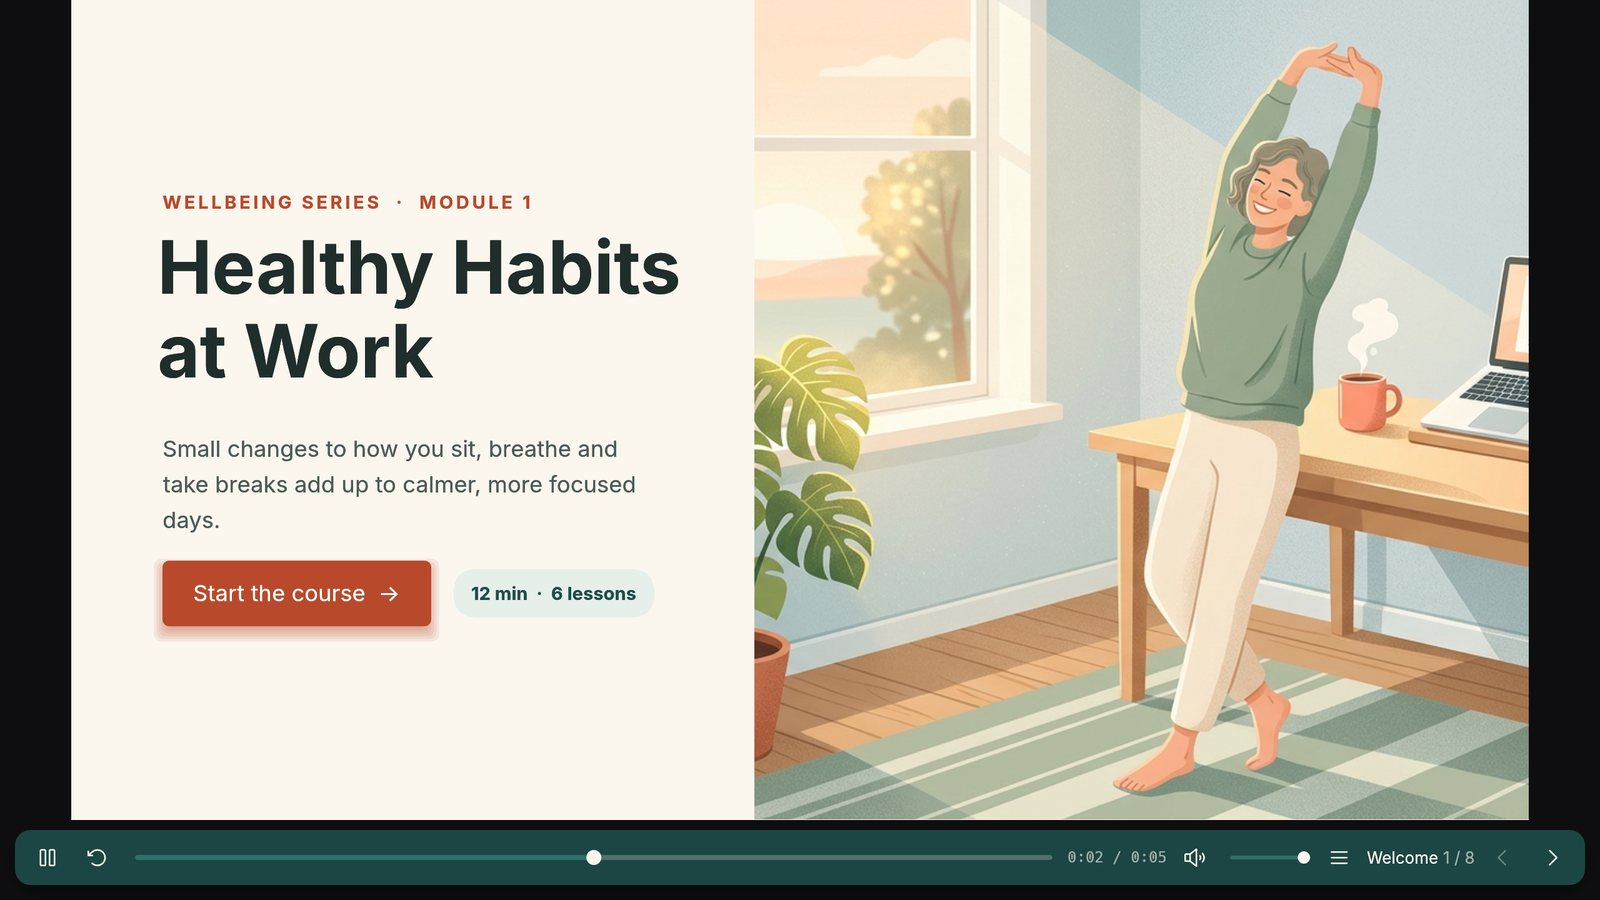 WELLBEING SERIES · MODULE 1
Healthy Habits
at Work
Small changes to how you sit, breathe and
take breaks add up to calmer, more focused
days.
Start the course →
12 min · 6 lessons
0:02 / 0:05
Welcome 1 / 8